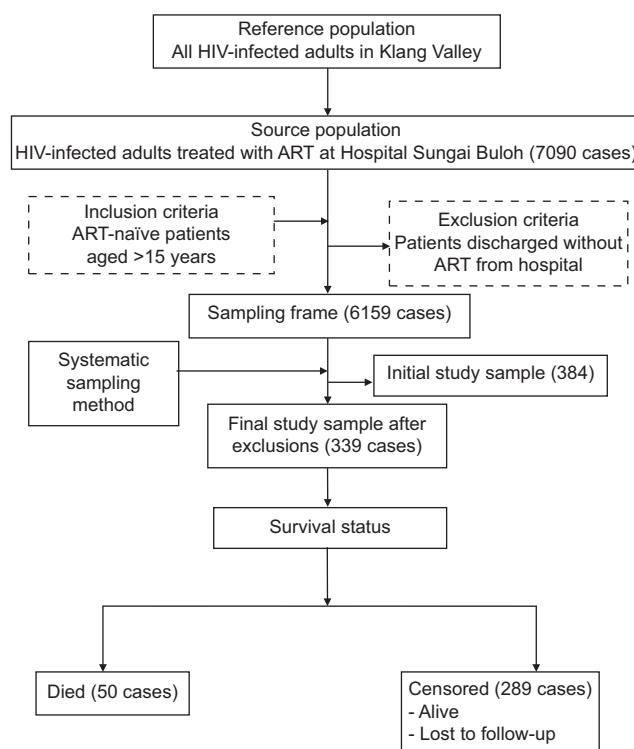 Reference population
All HIV-infected adults in Klang Valley
Source population
HIV-infected adults treated with ART at Hospital Sungai Buloh (7090 cases)
Inclusion criteria
ART-naïve patients
aged >15 years
Exclusion criteria
Patients discharged without
ART from hospital
Sampling frame (6159 cases)
Systematic
sampling
method
Initial study sample (384)
Final study sample after
exclusions (339 cases)
Survival status
Died (50 cases)
Censored (289 cases)
- Alive
- Lost to follow-up